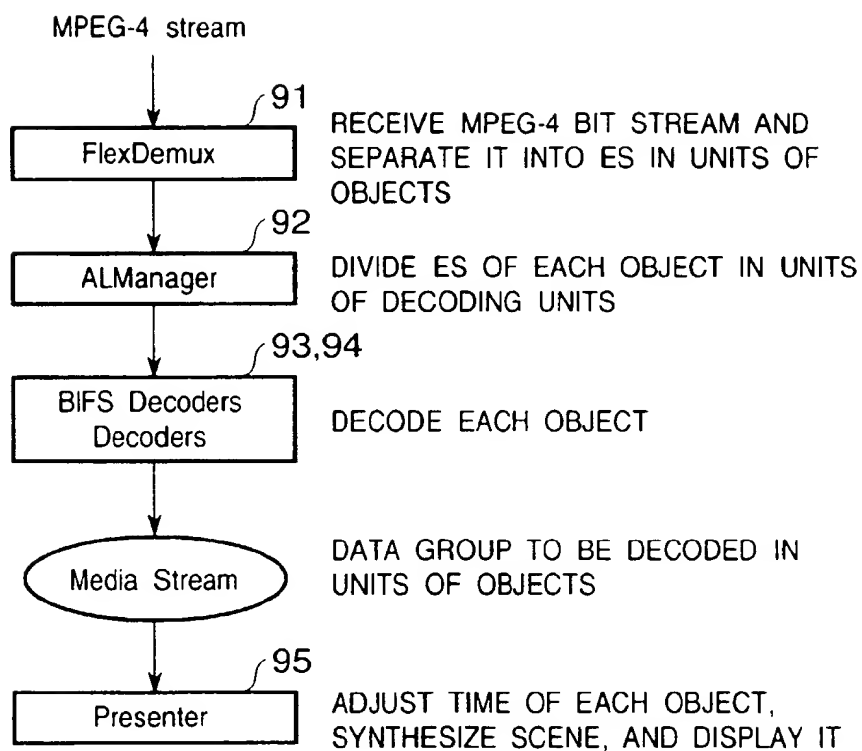 MPEG-4 stream
91
FlexDemux
RECEIVE MPEG-4 BIT STREAM AND
SEPARATE IT INTO ES IN UNITS OF
OBJECTS
92
ALManager
DIVIDE ES OF EACH OBJECT IN UNITS
OF DECODING UNITS
93,94
BIFS Decoders
Decoders
DECODE EACH OBJECT
Media Stream
DATA GROUP TO BE DECODED IN
UNITS OF OBJECTS
95
Presenter
ADJUST TIME OF EACH OBJECT,
SYNTHESIZE SCENE, AND DISPLAY IT